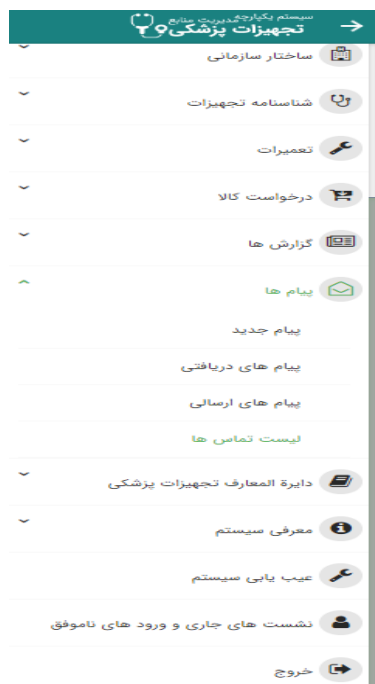 سیستم یکپارچه مدیریت منابع
تجهیزات پزشکی
ساختار سازمانی
شناسنامه تجهیزات
تعمیرات
درخواست کالا
گزارش ها
پیام ها
پیام جدید
پیام های دریافتی
پیام های ارسالی
لیست تماس ها
دایرة المعارف تجهیزات پزشکی
معرفی سیستم
عیب یابی سیستم
نشست های جاری و ورود های ناموفق
خروج